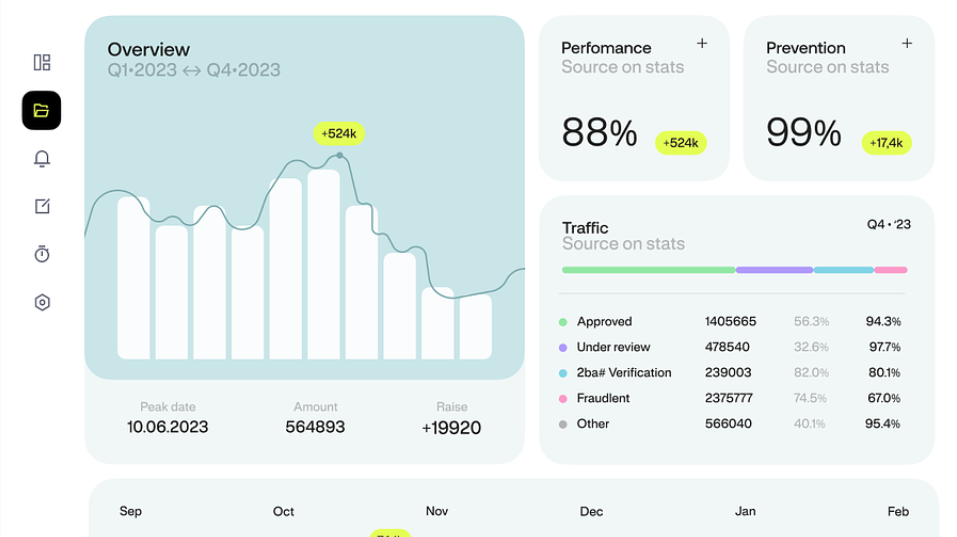 Overview
Q1•2023 ↔ Q4•2023
+524k
Peak date
10.06.2023
Amount
564893
Raise
+19920
Perfomance
+
Source on stats
88%
+524k
Prevention
+
Source on stats
99%
+17,4k
Traffic
Q4 • ‘23
Source on stats
Approved 1405665 56.3% 94.3%
Under review 478540 32.6% 97.7%
2ba# Verification 239003 82.0% 80.1%
Fraudlent 2375777 74.5% 67.0%
Other 566040 40.1% 95.4%
Sep Oct Nov Dec Jan Feb